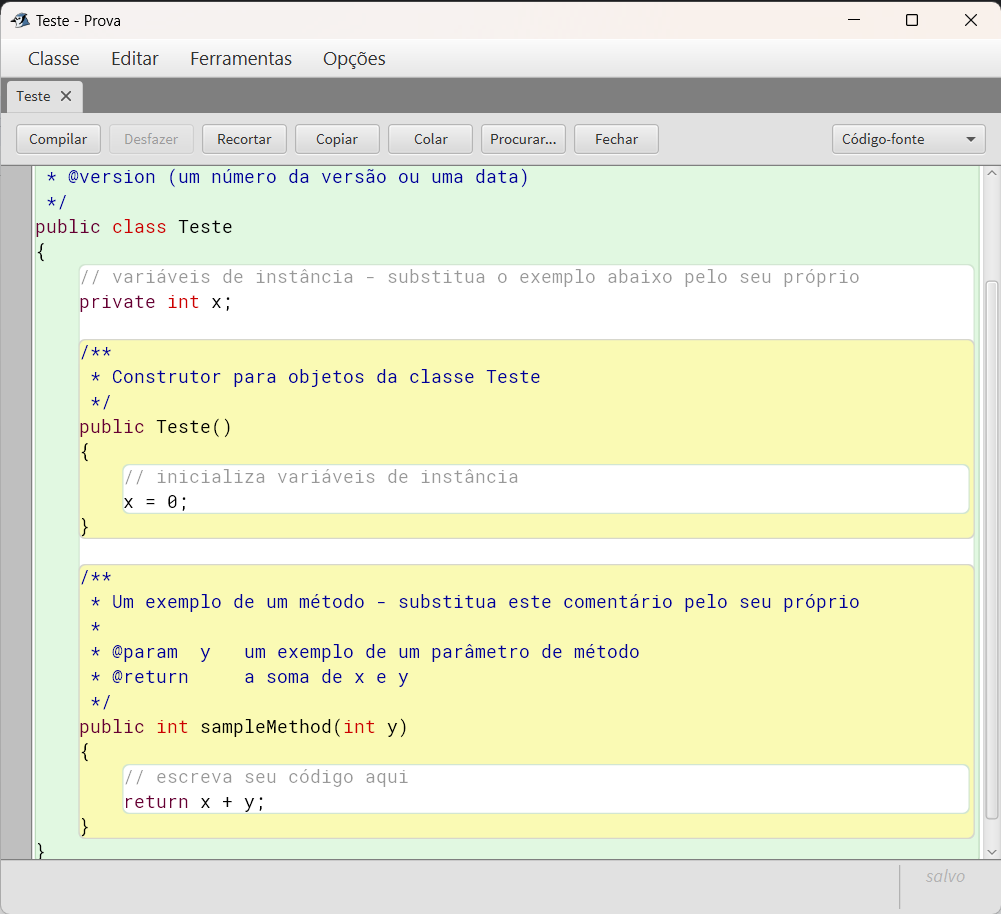 Teste - Prova
Classe Editar Ferramentas Opções
Teste
Compilar Desfazer Recortar Copiar Colar Procurar... Fechar Código-fonte
 * @version (um número da versão ou uma data)
 */
public class Teste
{
    // variáveis de instância - substitua o exemplo abaixo pelo seu próprio
    private int x;

    /**
     * Construtor para objetos da classe Teste
     */
    public Teste()
    {
        // inicializa variáveis de instância
        x = 0;
    }

    /**
     * Um exemplo de um método - substitua este comentário pelo seu próprio
     *
     * @param  y   um exemplo de um parâmetro de método
     * @return     a soma de x e y
     */
    public int sampleMethod(int y)
    {
        // escreva seu código aqui
        return x + y;
    }
}
salvo